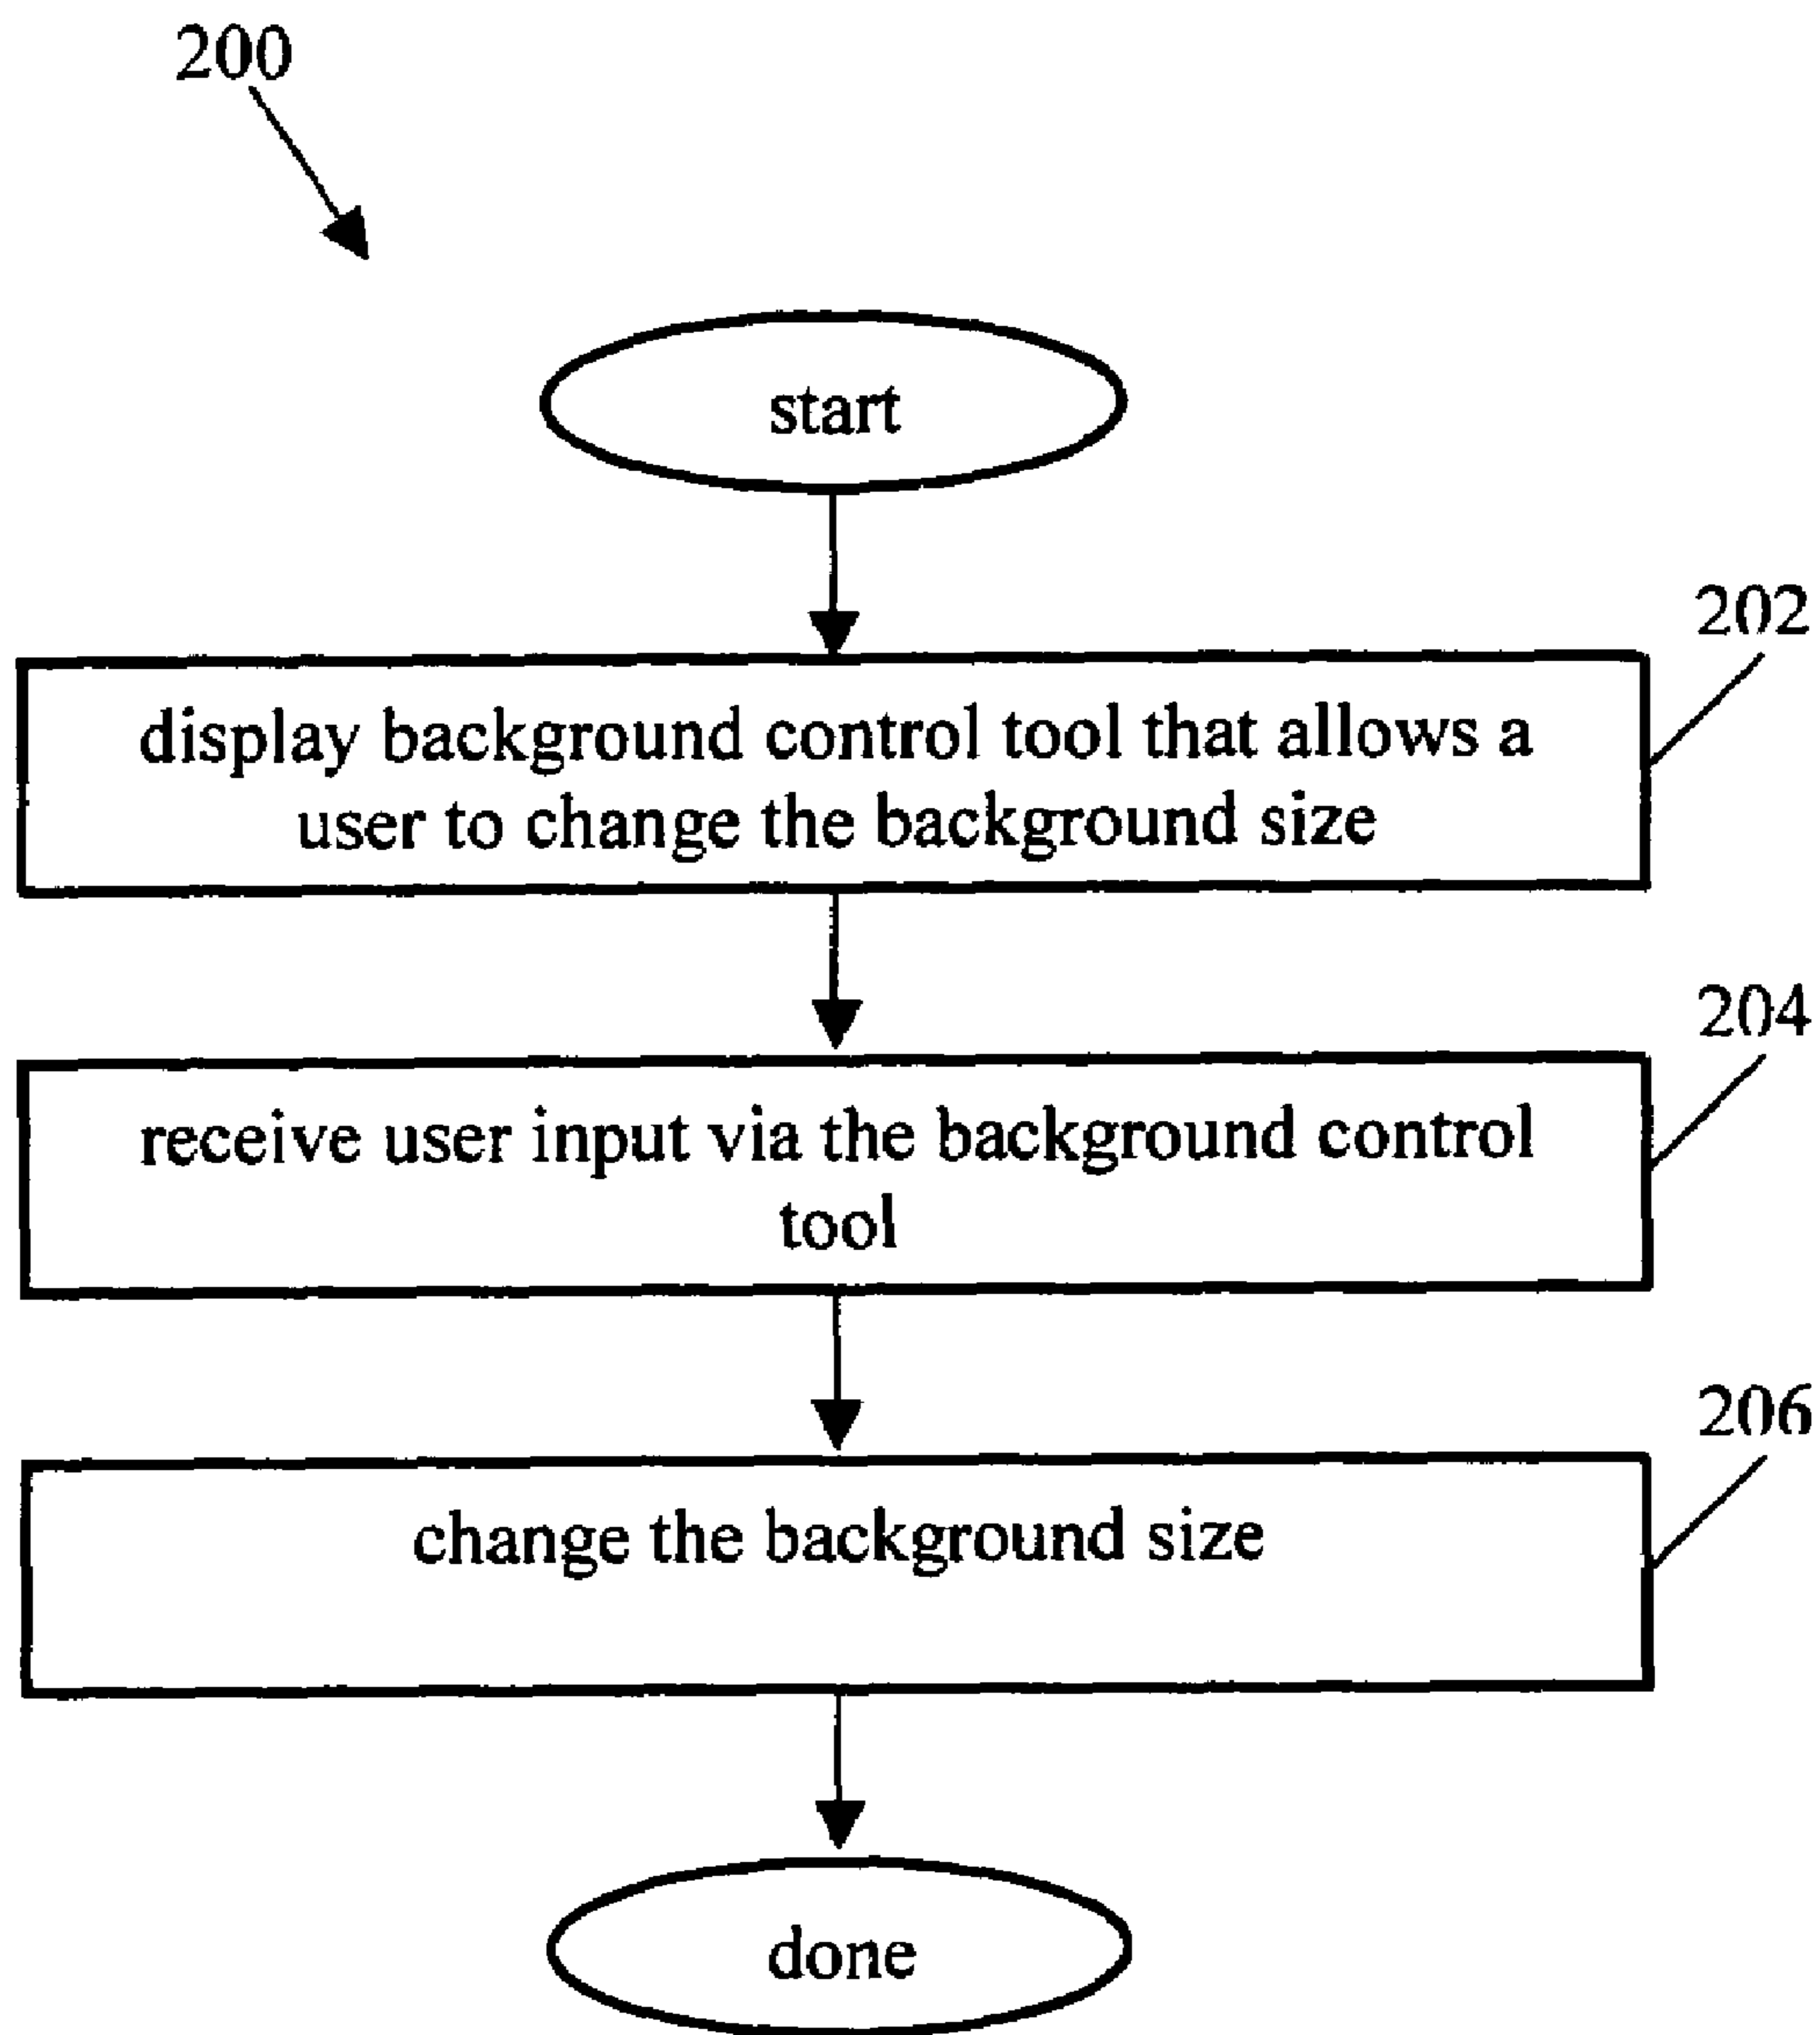 200
start
202
display background control tool that allows a
user to change the background size
204
receive user input via the background control
tool
206
change the background size
done